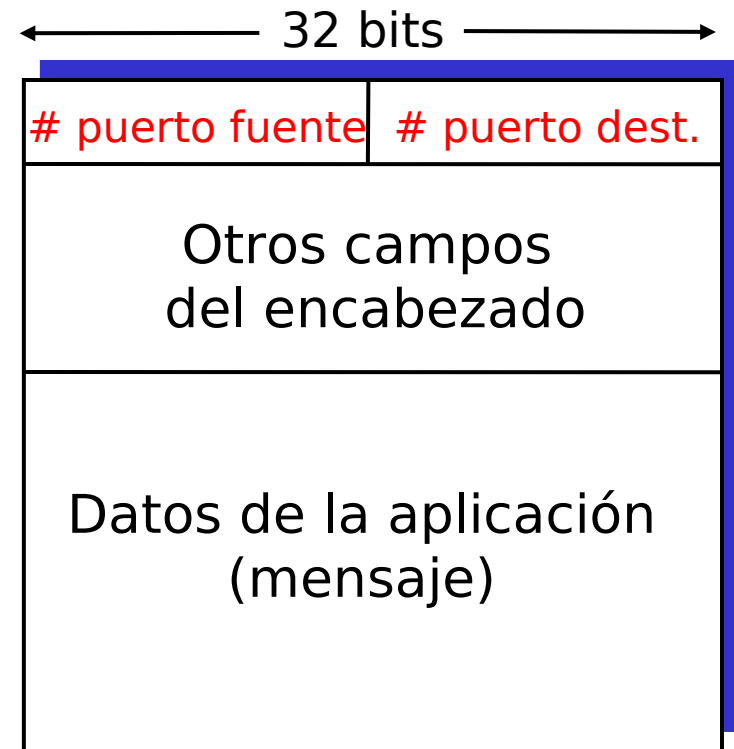 32 bits
# puerto fuente # puerto dest.
Otros campos
del encabezado
Datos de la aplicación
(mensaje)